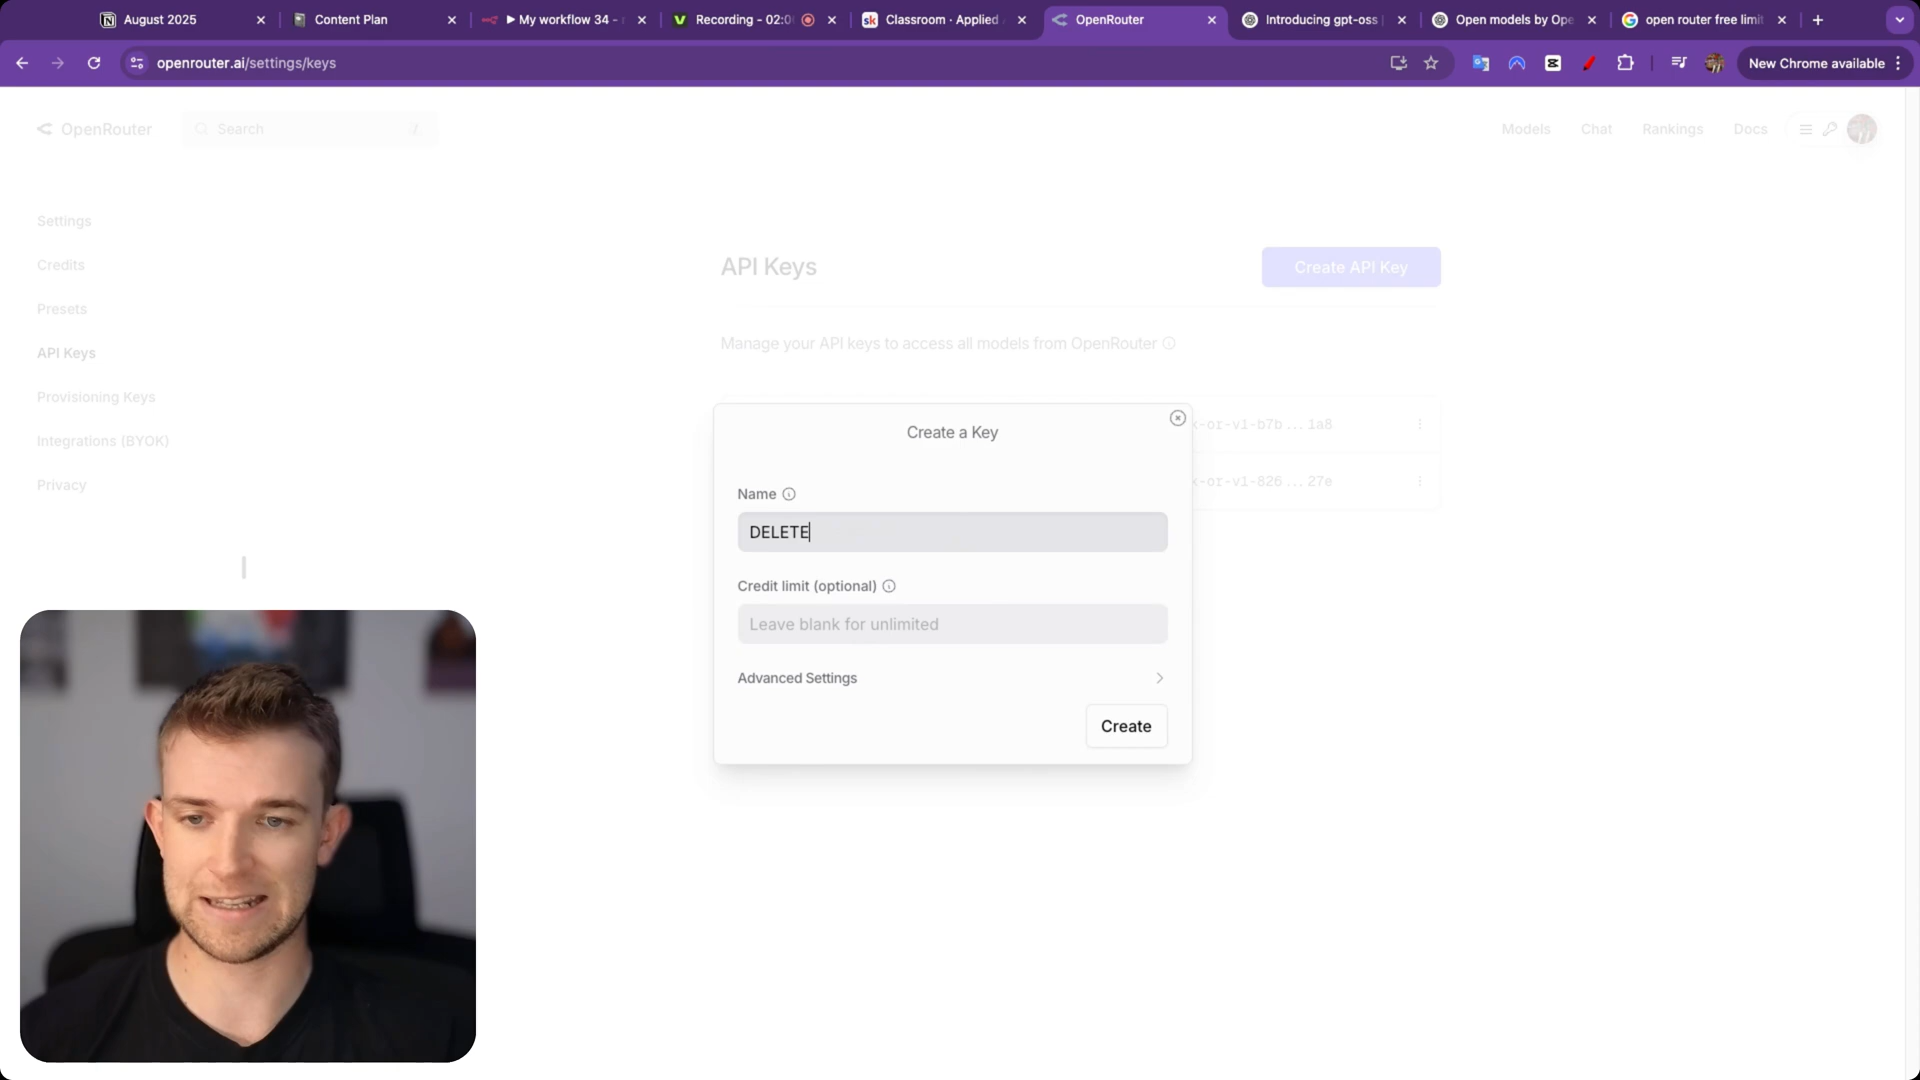 August 2025
Content Plan
My workflow 34 -
Recording - 02:0
sk
Classroom · Applied
OpenRouter
Introducing gpt-oss
Open models by Ope
open router free limi
openrouter.ai/settings/keys
New Chrome available
OpenRouter
Search
/
Models
Chat
Rankings
Docs
Settings
Credits
Presets
API Keys
Provisioning Keys
Integrations (BYOK)
Privacy
API Keys
Create API Key
Manage your API keys to access all models from OpenRouter
k-or-v1-b7b...1a8
k-or-v1-826...27e
Create a Key
Name
DELETE
Credit limit (optional)
Leave blank for unlimited
Advanced Settings
Create